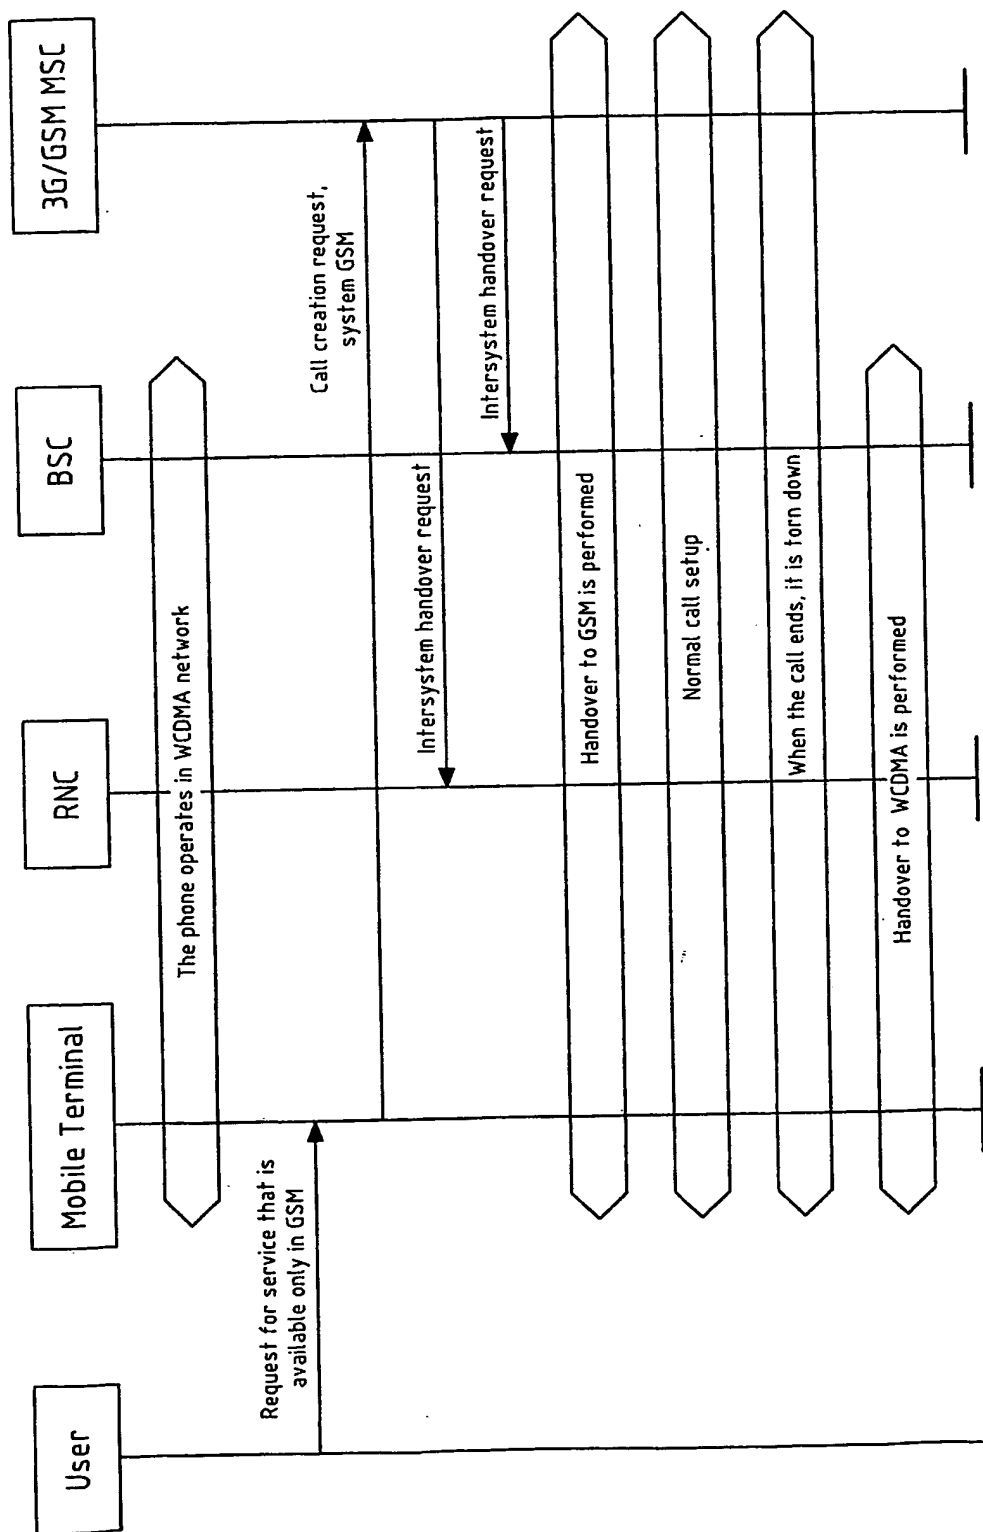 User
Mobile Terminal
RNC
BSC
3G/GSM MSC
The phone operates in WCDMA network
Request for service that is
available only in GSM
Call creation request,
system GSM
Intersystem handover request
Intersystem handover request
Handover to GSM is performed
Normal call setup
When the call ends, it is torn down
Handover to WCDMA is performed